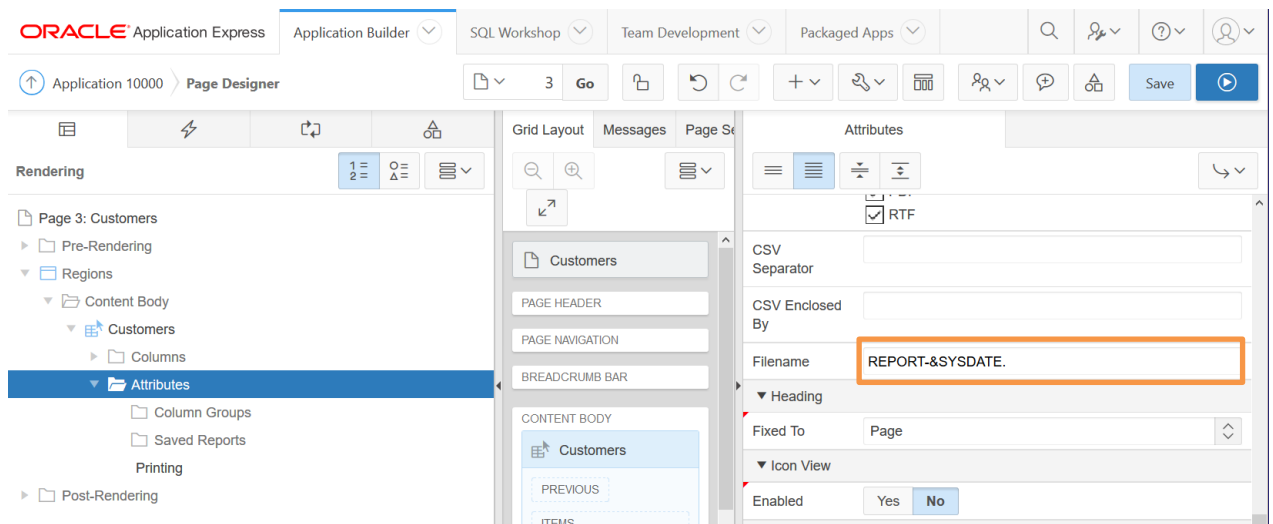 ORACLE Application Express Application Builder SQL Workshop Team Development Packaged Apps
Application 10000 Page Designer 3 Go Save
Grid Layout Messages Page Se
Attributes
Rendering
1 =
2 =
RTF
Page 3: Customers
Pre-Rendering
Regions
Content Body
Customers
Columns
Attributes
Column Groups
Saved Reports
Printing
Post-Rendering
Customers
PAGE HEADER
PAGE NAVIGATION
BREADCRUMB BAR
CONTENT BODY
Customers
PREVIOUS
ITEMS
CSV
Separator
CSV Enclosed
By
Filename REPORT-&SYSDATE.
Heading
Fixed To Page
Icon View
Enabled Yes No